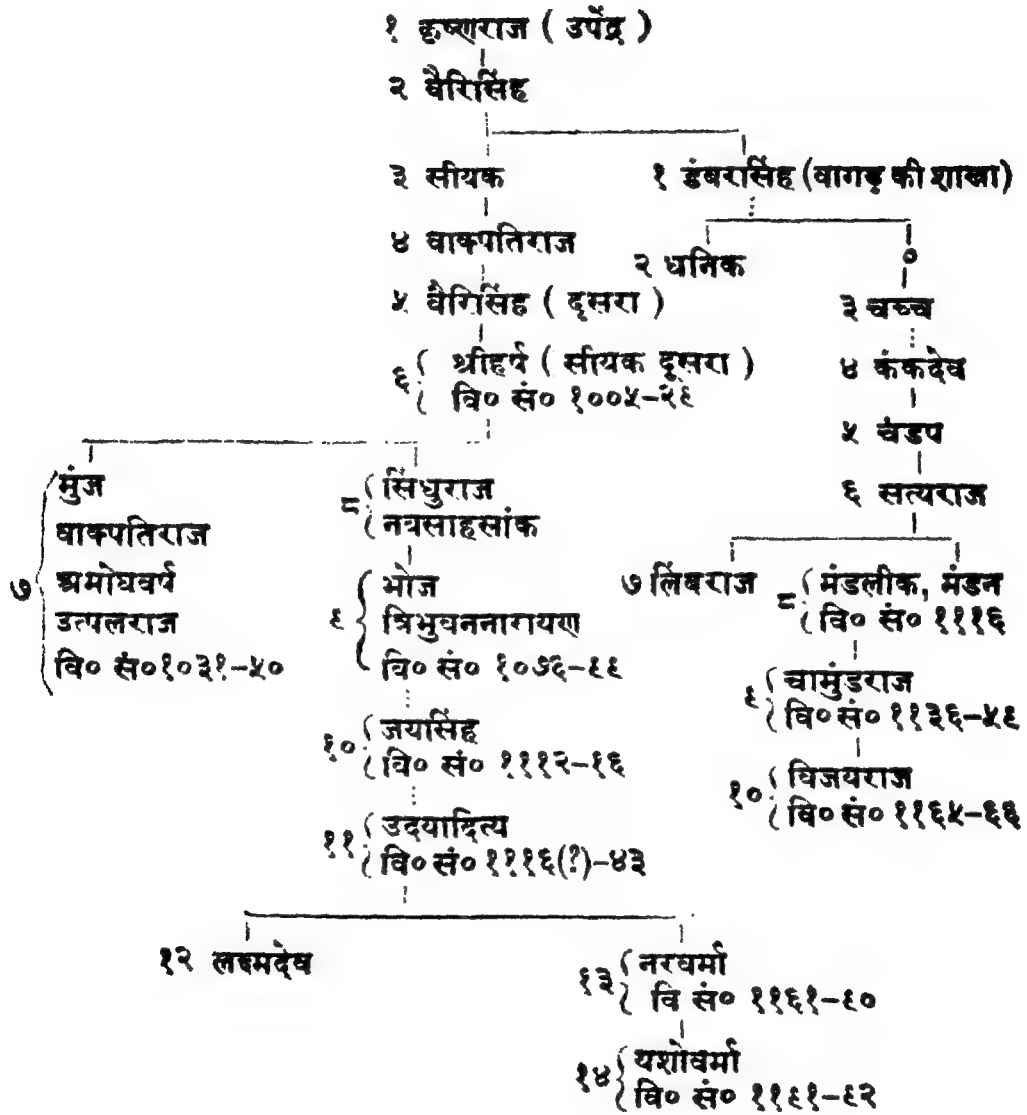 १ कृष्णराज ( उपेंद्र )
२ वैरिसिंह
३ सीयक
१ डंबरसिंह (वागड़ की शाखा)
४ वाक्पतिराज
२ धनिक
०
५ वैरिसिंह ( दूसरा )
३ चच्च
६ श्रीहर्ष ( सीयक दूसरा )
वि० सं० १००५-२९
४ कंकदेव
५ चंडप
६ सत्यराज
७ मुंज
वाक्पतिराज
अमोघवर्ष
उत्पलराज
वि० सं०१०३१-५०
८ सिंधुराज
नवसाहसांक
७ लिंबराज
८ मंडलीक, मंडन
वि० सं० १११६
९ भोज
त्रिभुवननारायण
वि० सं० १०७६-९९
९ चामुंडराज
वि० सं० ११३६-५९
१० जयसिंह
वि० सं० १११२-१६
१० विजयराज
वि० सं० ११६५-६६
११ उदयादित्य
वि० सं० १११६(?)-४३
१२ लक्ष्मदेव
१३ नरवर्मा
वि सं० ११६१-९०
१४ यशोवर्मा
वि० सं० ११९१-९२